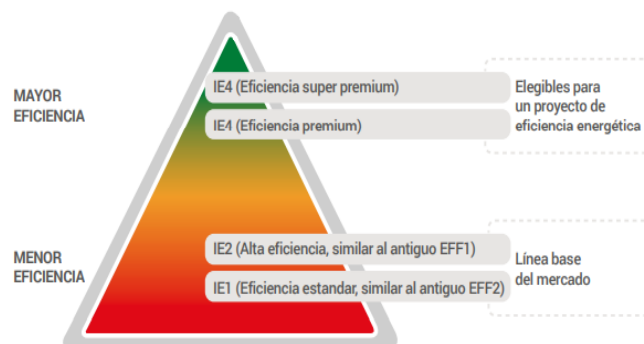 MAYOR
EFICIENCIA
IE4 (Eficiencia super premium)
IE4 (Eficiencia premium)
Elegibles para
un proyecto de
eficiencia energética
MENOR
EFICIENCIA
IE2 (Alta eficiencia, similar al antiguo EFF1)
IE1 (Eficiencia estandar, similar al antiguo EFF2)
Línea base
del mercado